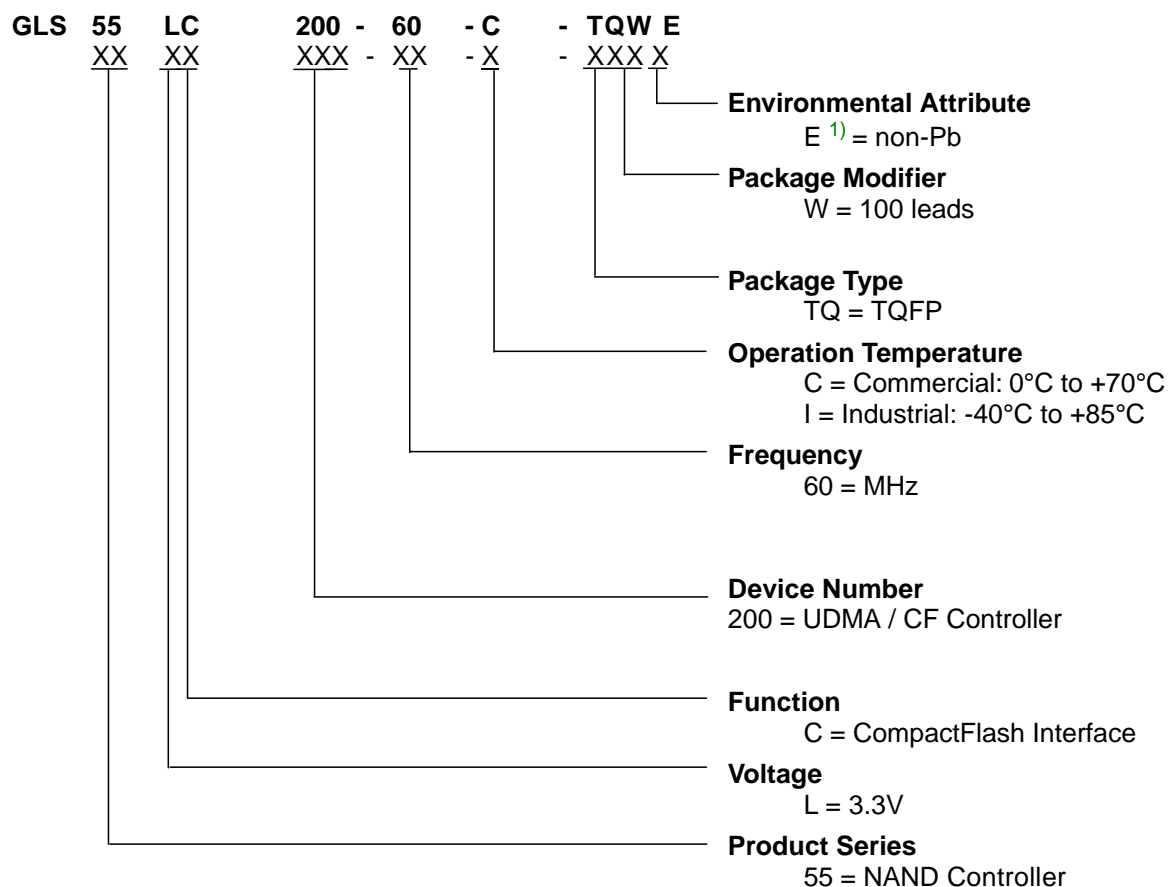 GLS 55 LC 200 - 60 - C - TQW E
XX XX XXX - XX - X - XXX X
Environmental Attribute
E 1) = non-Pb
Package Modifier
W = 100 leads
Package Type
TQ = TQFP
Operation Temperature
C = Commercial: 0°C to +70°C
I = Industrial: -40°C to +85°C
Frequency
60 = MHz
Device Number
200 = UDMA / CF Controller
Function
C = CompactFlash Interface
Voltage
L = 3.3V
Product Series
55 = NAND Controller